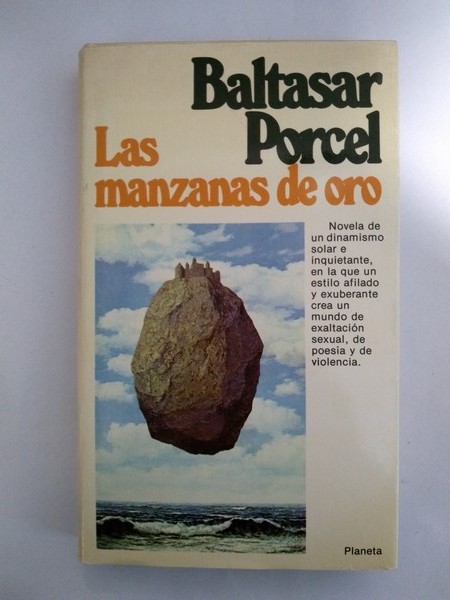 Baltasar
Porcel
Las
manzanas de oro
Novela de
un dinamismo
solar e
inquietante,
en la que un
estilo afilado
y exuberante
crea un
mundo de
exaltación
sexual, de
poesía y de
violencia.
Planeta